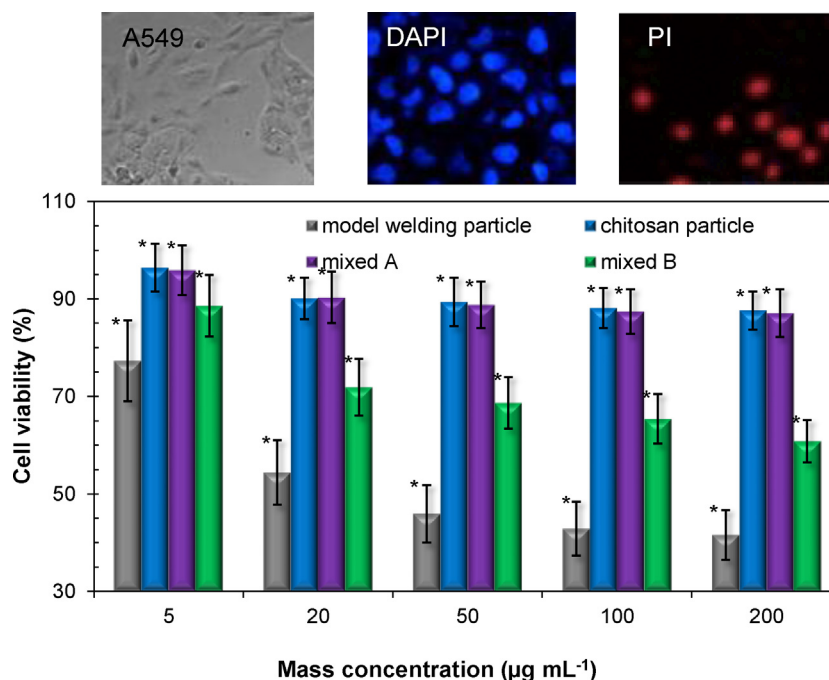 A549
DAPI
PI
110
model welding particle
chitosan particle
mixed A
mixed B
* * * *
* * * *
* * * *
* * * *
* * * *
90
70
50
30
Cell viability (%)
5 20 50 100 200
Mass concentration (µg mL⁻¹)